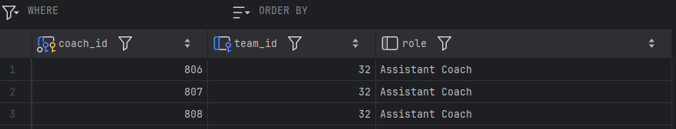 WHERE ORDER BY
coach_id team_id role
1 806 32 Assistant Coach
2 807 32 Assistant Coach
3 808 32 Assistant Coach